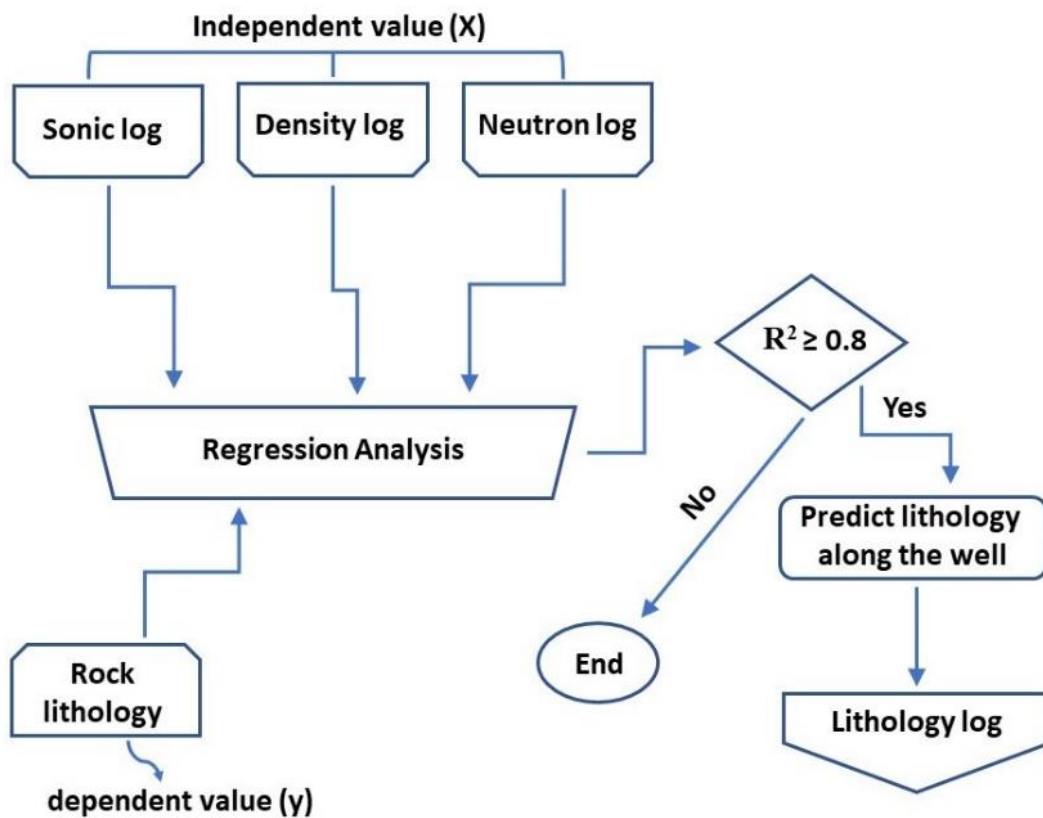 Independent value (X)
Sonic log
Density log
Neutron log
R² ≥ 0.8
Regression Analysis
Yes
No
Predict lithology
along the well
End
Rock
lithology
Lithology log
dependent value (y)